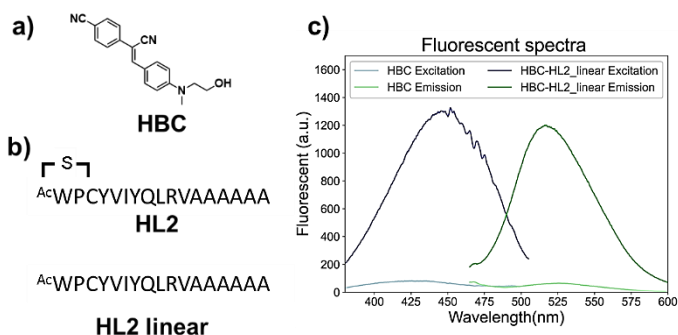 a)
NC
CN
N
OH
HBC
b)
S
AcWPCYVIYQLRVAAAAAA
HL2
AcWPCYVIYQLRVAAAAAA
HL2 linear
c)
Fluorescent spectra
HBC Excitation
HBC Emission
HBC-HL2_linear Excitation
HBC-HL2_linear Emission
Fluorescent (a.u.)
1600
1400
1200
1000
800
600
400
200
0
400 425 450 475 500 525 550 575 600
Wavelength(nm)